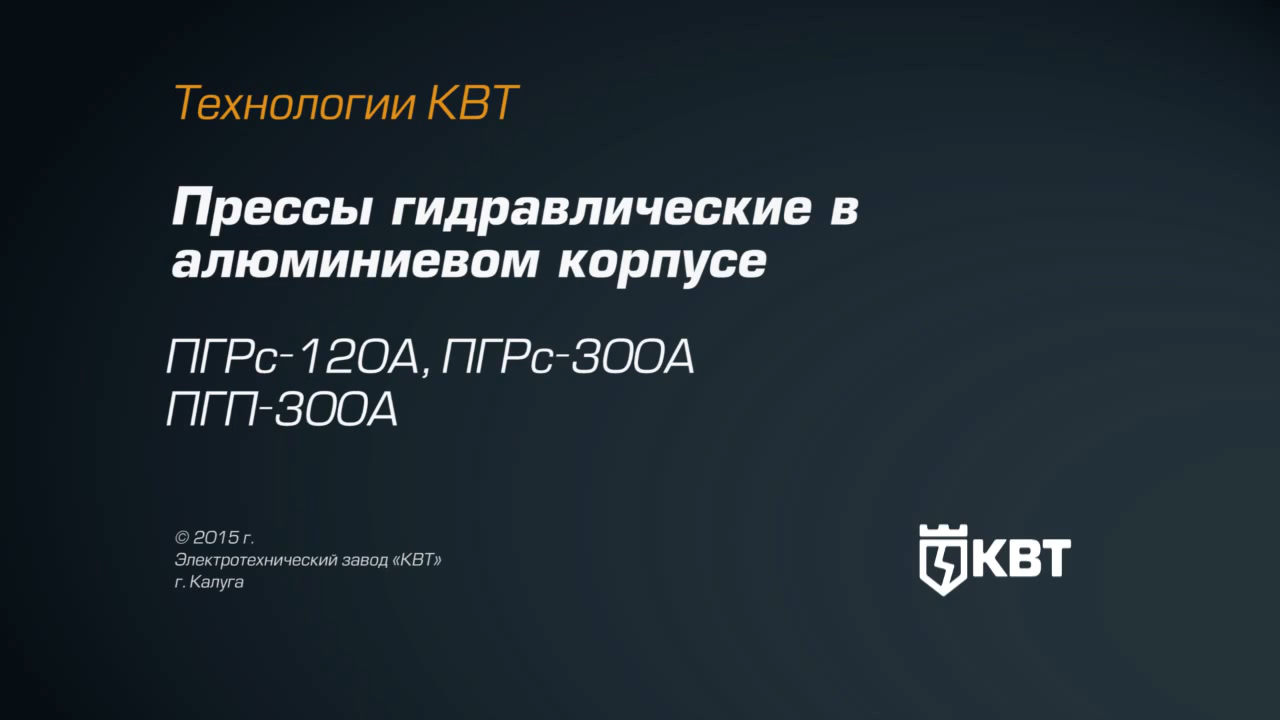 Технологии КВТ
Прессы гидравлические в
алюминиевом корпусе
ПГРс-120А, ПГРс-300А
ПГП-300А
© 2015 г.
Электротехнический завод «КВТ»
г. Калуга
КВТ